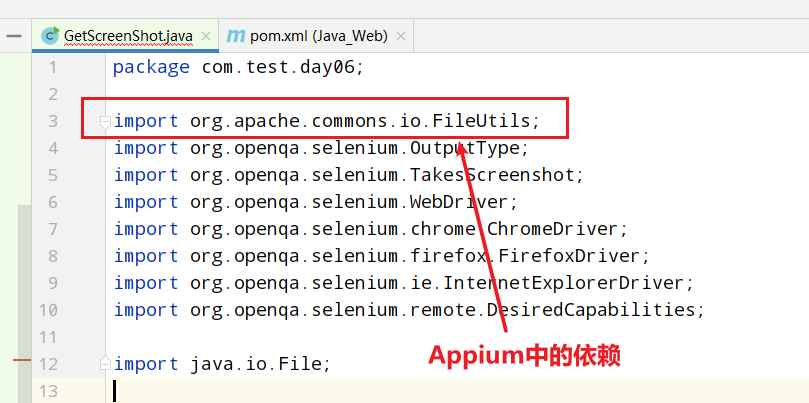 GetScreenShot.java
pom.xml (Java_Web)
1 package com.test.day06;
2
3 import org.apache.commons.io.FileUtils;
4 import org.openqa.selenium.OutputType;
5 import org.openqa.selenium.TakesScreenshot;
6 import org.openqa.selenium.WebDriver;
7 import org.openqa.selenium.chrome.ChromeDriver;
8 import org.openqa.selenium.firefox.FirefoxDriver;
9 import org.openqa.selenium.ie.InternetExplorerDriver;
10 import org.openqa.selenium.remote.DesiredCapabilities;
11
12 import java.io.File;
Appium中的依赖
13